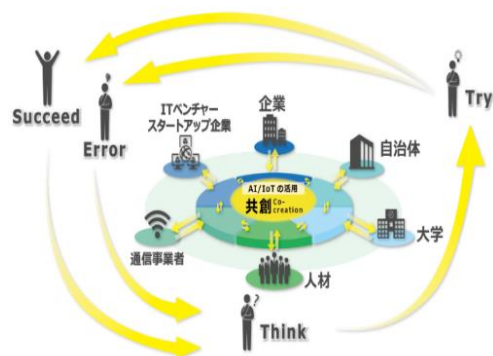 Succeed
Error
Try
ITベンチャー
スタートアップ企業
企業
自治体
AI/IoTの活用
共創 Co-
creation
通信事業者
大学
人材
Think